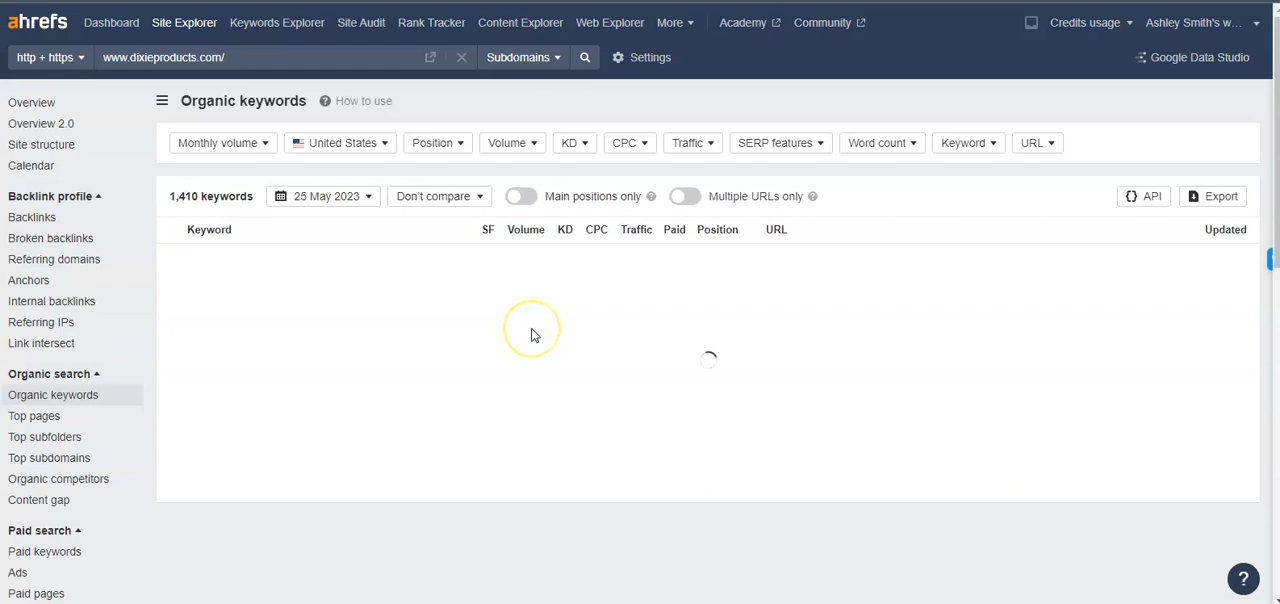 ahrefs Dashboard Site Explorer Keywords Explorer Site Audit Rank Tracker Content Explorer Web Explorer More Academy Community Credits usage Ashley Smith's w...
http + https www.dixieproducts.com/ Subdomains Settings Google Data Studio
Overview
Overview 2.0
Site structure
Calendar
Backlink profile
Backlinks
Broken backlinks
Referring domains
Anchors
Internal backlinks
Referring IPs
Link intersect
Organic search
Organic keywords
Top pages
Top subfolders
Top subdomains
Organic competitors
Content gap
Paid search
Paid keywords
Ads
Paid pages
Organic keywords ? How to use
Monthly volume United States Position Volume KD CPC Traffic SERP features Word count Keyword URL
1,410 keywords 25 May 2023 Don't compare Main positions only ? Multiple URLs only ? {} API Export
Keyword SF Volume KD CPC Traffic Paid Position URL Updated
?